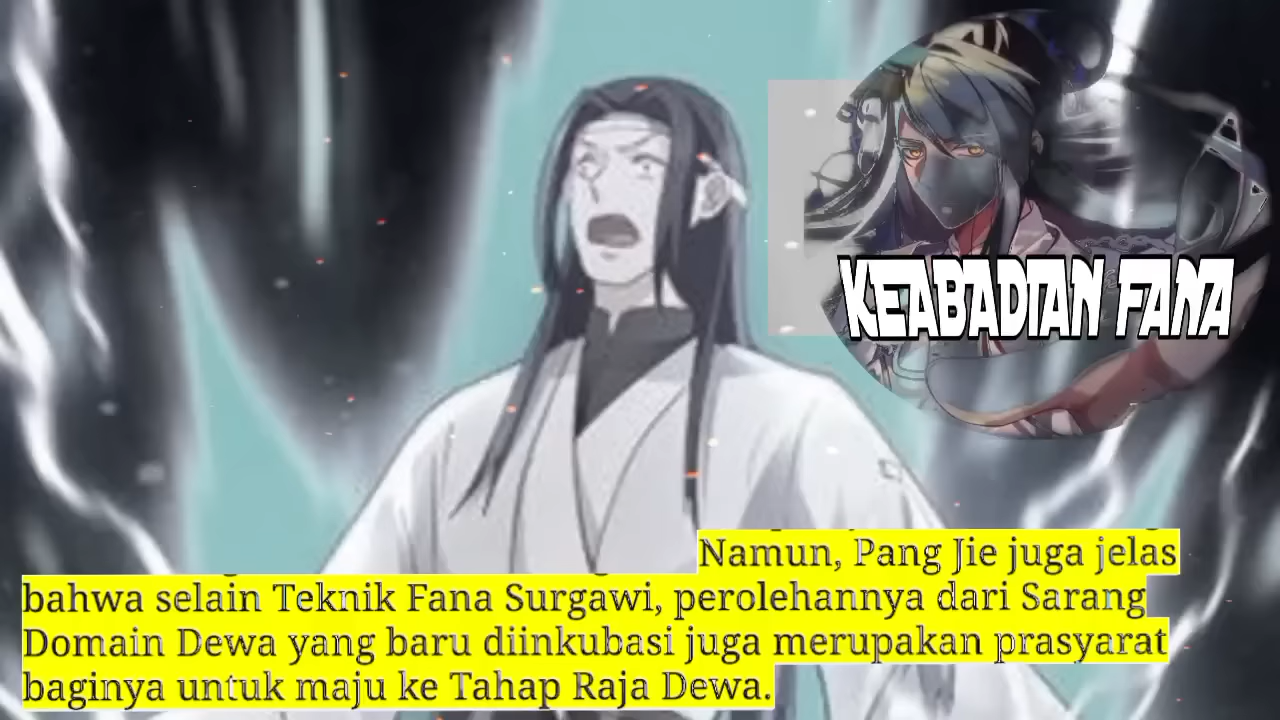 KEABADIAN FANA
Namun, Pang Jie juga jelas
bahwa selain Teknik Fana Surgawi, perolehannya dari Sarang
Domain Dewa yang baru diinkubasi juga merupakan prasyarat
baginya untuk maju ke Tahap Raja Dewa.